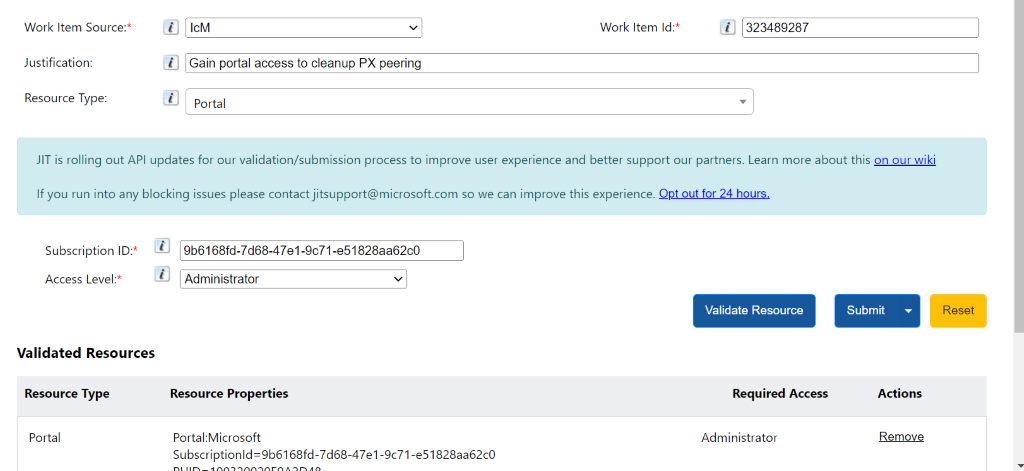 Work Item Source:* IcM Work Item Id:* 323489287
Justification: Gain portal access to cleanup PX peering
Resource Type: Portal
JIT is rolling out API updates for our validation/submission process to improve user experience and better support our partners. Learn more about this on our wiki
If you run into any blocking issues please contact jitsupport@microsoft.com so we can improve this experience. Opt out for 24 hours.
Subscription ID:* 9b6168fd-7d68-47e1-9c71-e51828aa62c0
Access Level:* Administrator
Validate Resource Submit Reset
Validated Resources
Resource Type Resource Properties Required Access Actions
Portal Portal:Microsoft Administrator Remove
SubscriptionId=9b6168fd-7d68-47e1-9c71-e51828aa62c0